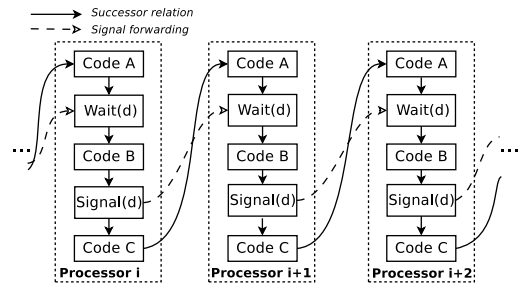 Successor relation
Signal forwarding
Code A
Wait(d)
Code B
Signal(d)
Code C
Processor i
Code A
Wait(d)
Code B
Signal(d)
Code C
Processor i+1
Code A
Wait(d)
Code B
Signal(d)
Code C
Processor i+2
...
...